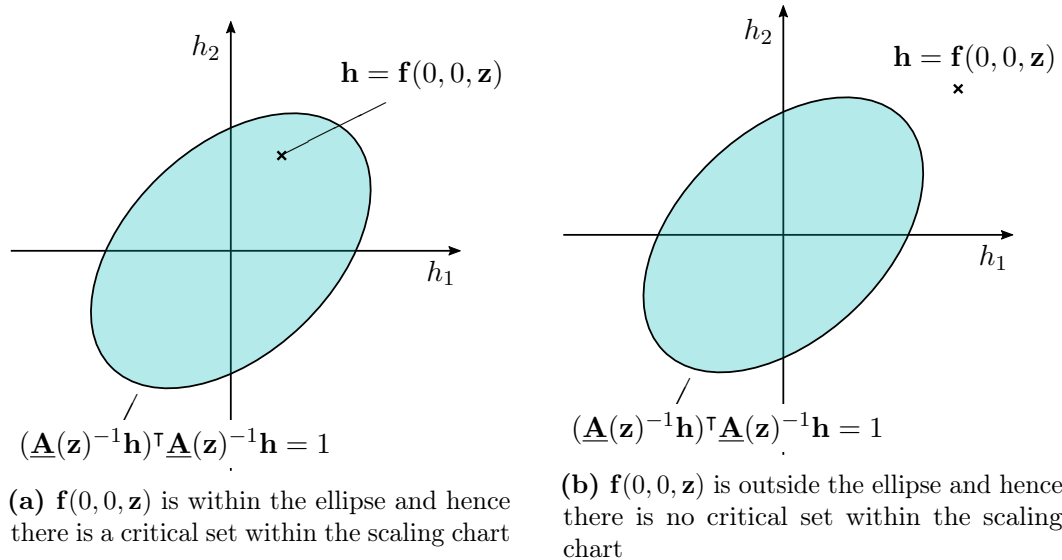 h₂
𝐡 = 𝐟(0, 0, 𝐳)
h₁
(𝐀̲(𝐳)⁻¹𝐡)ᵀ𝐀̲(𝐳)⁻¹𝐡 = 1
(a) 𝐟(0, 0, 𝐳) is within the ellipse and hence
there is a critical set within the scaling chart
h₂
𝐡 = 𝐟(0, 0, 𝐳)
h₁
(𝐀̲(𝐳)⁻¹𝐡)ᵀ𝐀̲(𝐳)⁻¹𝐡 = 1
(b) 𝐟(0, 0, 𝐳) is outside the ellipse and hence
there is no critical set within the scaling
chart